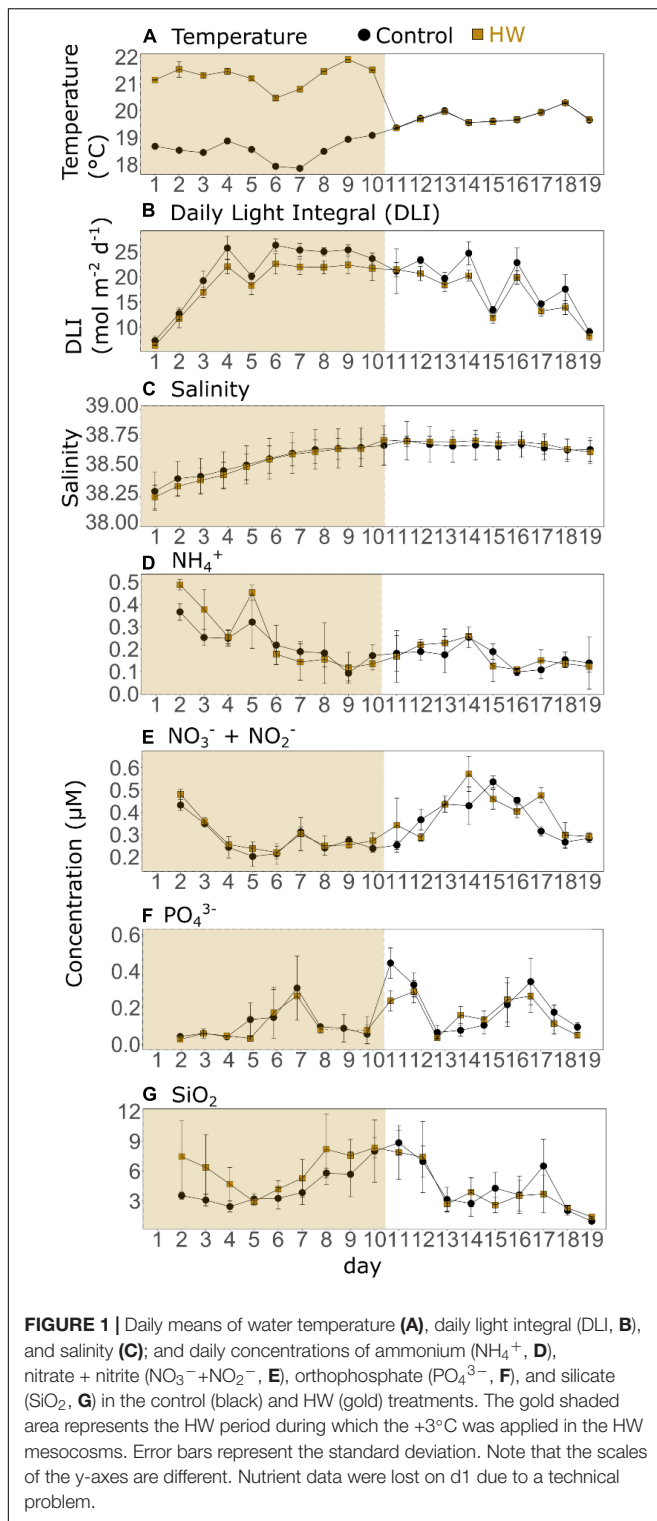 A Temperature ● Control ■ HW
Temperature
(°C)
22
21
20
19
18
1 2 3 4 5 6 7 8 9 10 11 12 13 14 15 16 17 18 19
B Daily Light Integral (DLI)
DLI
(mol m⁻² d⁻¹)
25
20
15
10
1 2 3 4 5 6 7 8 9 10 11 12 13 14 15 16 17 18 19
C Salinity
Salinity
39.00
38.75
38.50
38.25
38.00
1 2 3 4 5 6 7 8 9 10 11 12 13 14 15 16 17 18 19
D NH₄⁺
0.5
0.4
0.3
0.2
0.1
0.0
1 2 3 4 5 6 7 8 9 10 11 12 13 14 15 16 17 18 19
Concentration (µM)
E NO₃⁻ + NO₂⁻
0.6
0.5
0.4
0.3
0.2
1 2 3 4 5 6 7 8 9 10 11 12 13 14 15 16 17 18 19
F PO₄³⁻
0.6
0.4
0.2
0.0
1 2 3 4 5 6 7 8 9 10 11 12 13 14 15 16 17 18 19
G SiO₂
12
9
6
3
1 2 3 4 5 6 7 8 9 10 11 12 13 14 15 16 17 18 19
day
FIGURE 1 | Daily means of water temperature (A), daily light integral (DLI, B),
and salinity (C); and daily concentrations of ammonium (NH₄⁺, D),
nitrate + nitrite (NO₃⁻+NO₂⁻, E), orthophosphate (PO₄³⁻, F), and silicate
(SiO₂, G) in the control (black) and HW (gold) treatments. The gold shaded
area represents the HW period during which the +3°C was applied in the HW
mesocosms. Error bars represent the standard deviation. Note that the scales
of the y-axes are different. Nutrient data were lost on d1 due to a technical
problem.